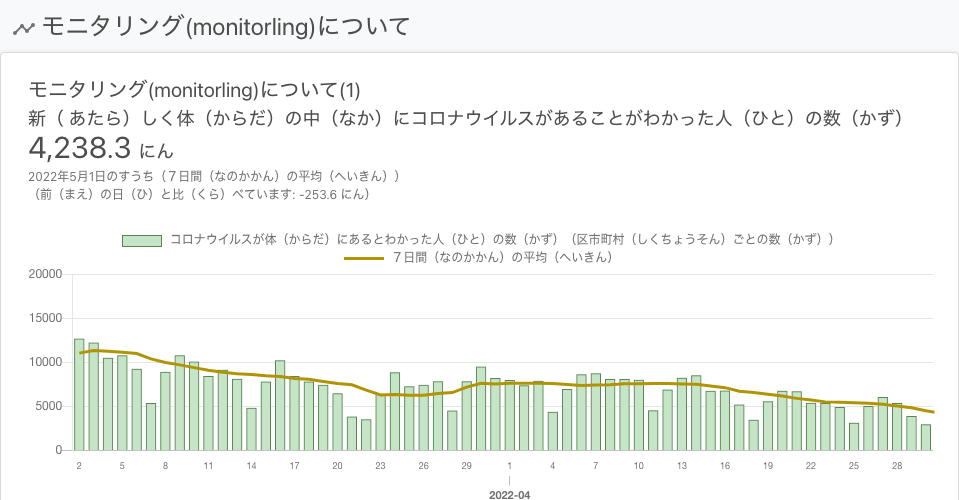 モニタリング(monitorling)について
モニタリング(monitorling)について(1)
新（ あたら）しく体（からだ）の中（なか）にコロナウイルスがあることがわかった人（ひと）の数（かず）
4,238.3 にん
2022年5月1日のすうち（７日間（なのかかん）の平均（へいきん））
（前（まえ）の日（ひ）と比（くら）べています: -253.6 にん）
コロナウイルスが体（からだ）にあるとわかった人（ひと）の数（かず）（区市町村（しくちょうそん）ごとの数（かず））
７日間（なのかかん）の平均（へいきん）
20000
15000
10000
5000
0
2 5 8 11 14 17 20 23 26 29 1 4 7 10 13 16 19 22 25 28
2022-04